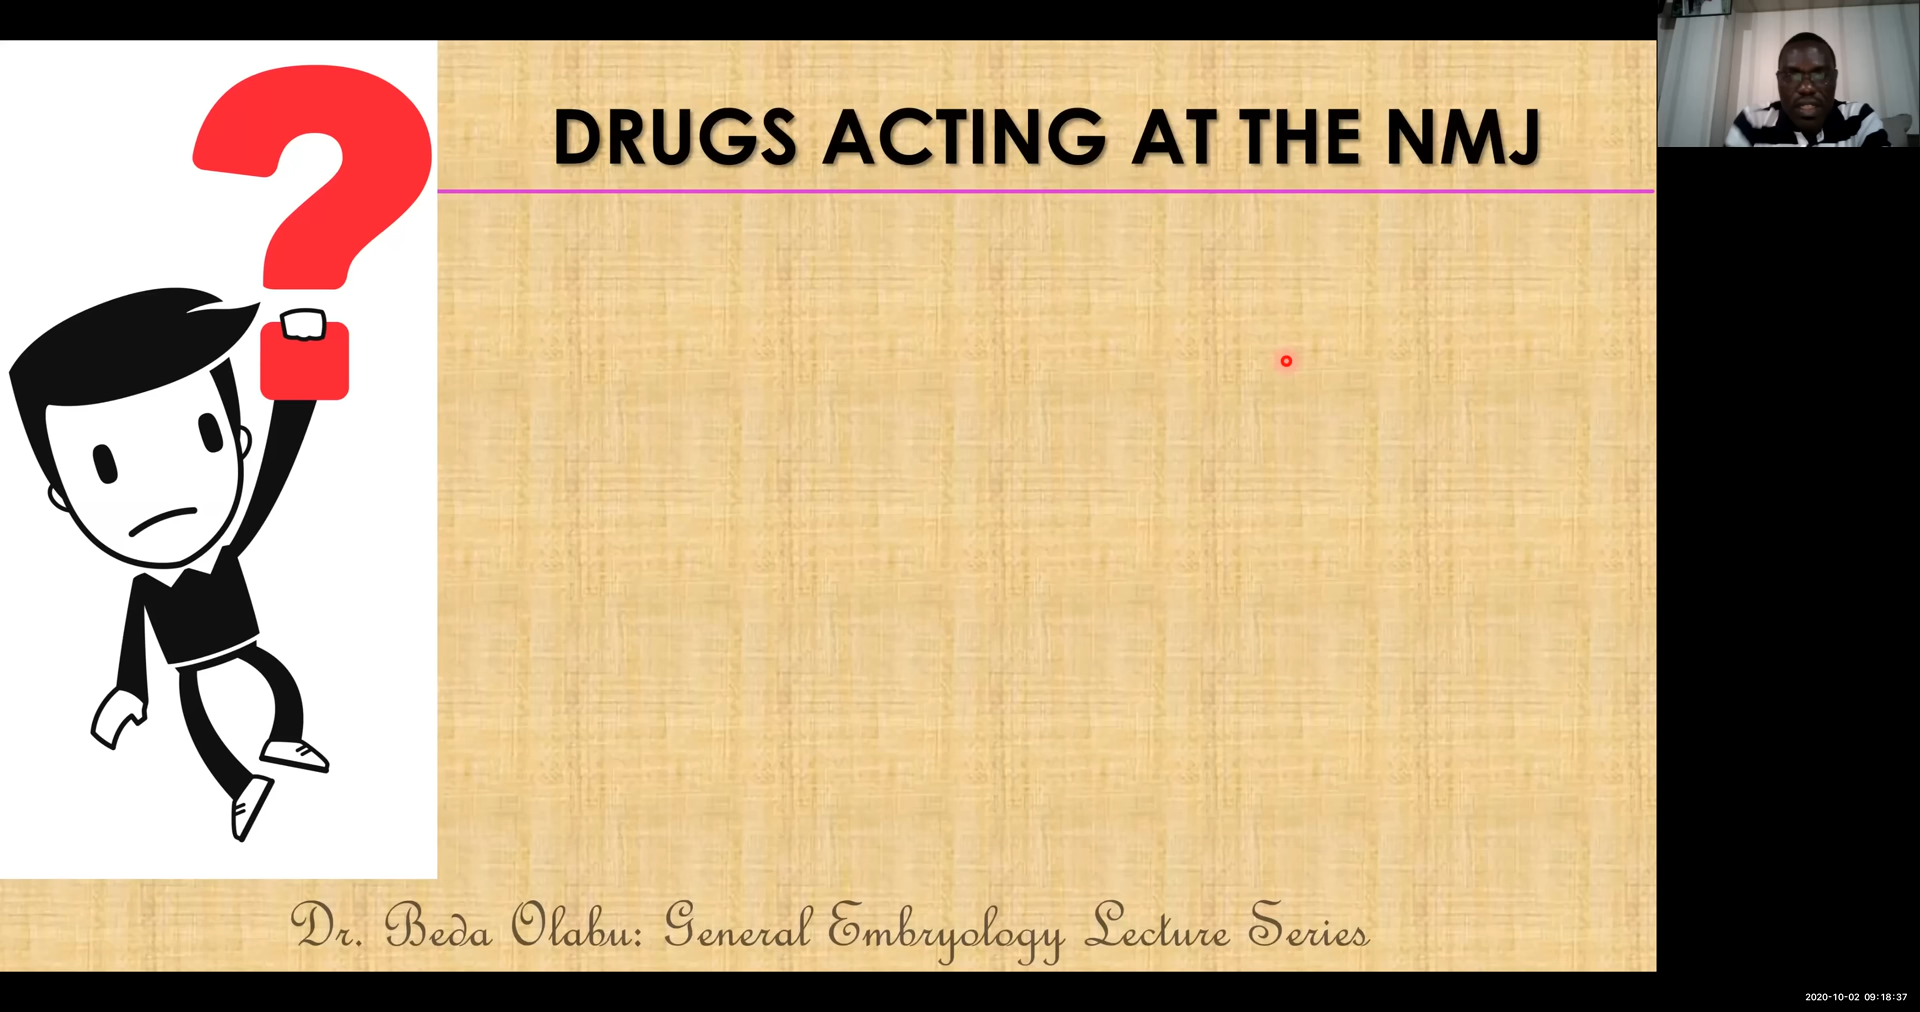 DRUGS ACTING AT THE NMJ
Dr. Beda Olabu: General Embryology Lecture Series
2020-10-02 09:18:37